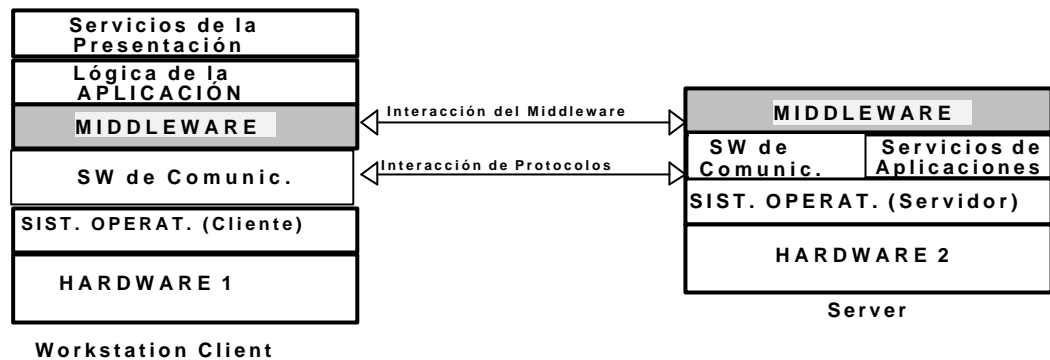 Servicios de la
Presentación
Lógica de la
APLICACIÓN
MIDDLEWARE
SW de Comunic.
SIST. OPERAT. (Cliente)
HARDWARE 1
Workstation Client
Interacción del Middleware
Interacción de Protocolos
MIDDLEWARE
SW de
Comunic.
Servicios de
Aplicaciones
SIST. OPERAT. (Servidor)
HARDWARE 2
Server